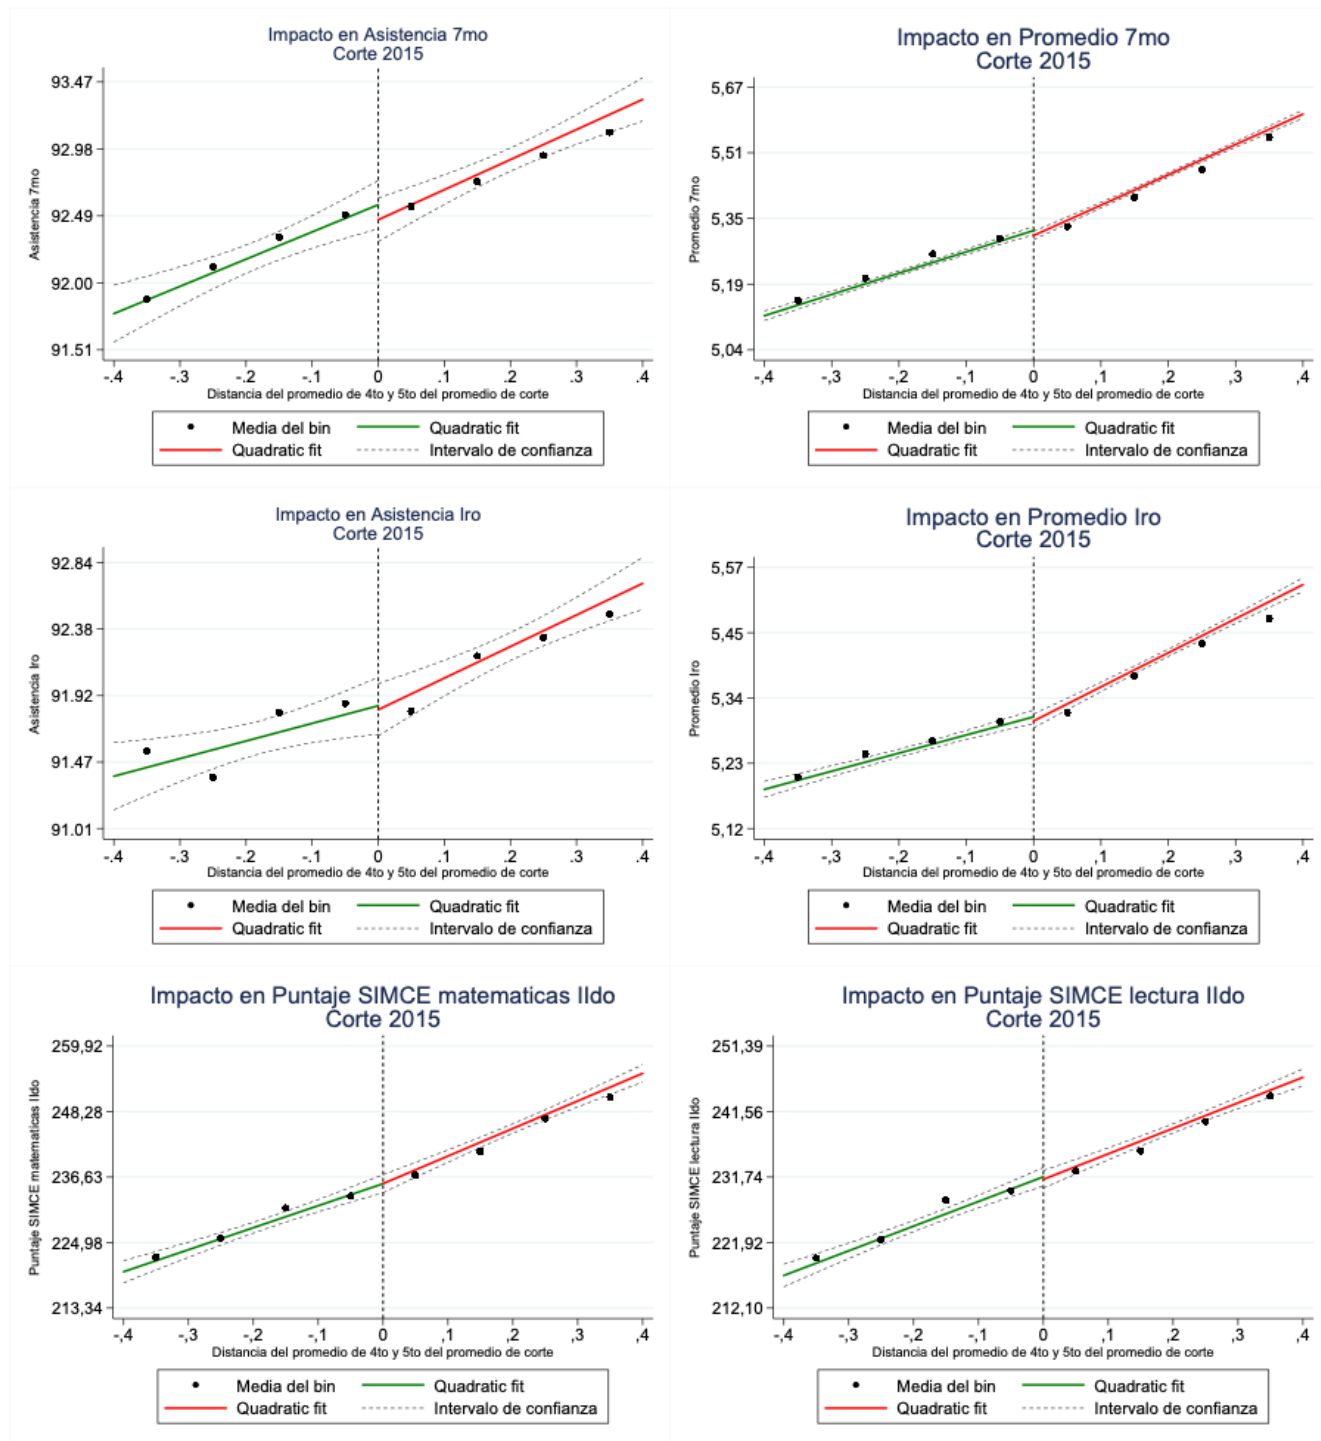 Impacto en Asistencia 7mo
Corte 2015
93.47
92.98
92.49
92.00
91.51
Asistencia 7mo
-.4 -.3 -.2 -.1 0 .1 .2 .3 .4
Distancia del promedio de 4to y 5to del promedio de corte
Media del bin Quadratic fit
Quadratic fit Intervalo de confianza
Impacto en Promedio 7mo
Corte 2015
5,67
5,51
5,35
5,19
5,04
Promedio 7mo
-,4 -,3 -,2 -,1 0 ,1 ,2 ,3 ,4
Distancia del promedio de 4to y 5to del promedio de corte
Media del bin Quadratic fit
Quadratic fit Intervalo de confianza
Impacto en Asistencia Iro
Corte 2015
92.84
92.38
91.92
91.47
91.01
Asistencia Iro
-.4 -.3 -.2 -.1 0 .1 .2 .3 .4
Distancia del promedio de 4to y 5to del promedio de corte
Media del bin Quadratic fit
Quadratic fit Intervalo de confianza
Impacto en Promedio Iro
Corte 2015
5,57
5,45
5,34
5,23
5,12
Promedio Iro
-,4 -,3 -,2 -,1 0 ,1 ,2 ,3 ,4
Distancia del promedio de 4to y 5to del promedio de corte
Media del bin Quadratic fit
Quadratic fit Intervalo de confianza
Impacto en Puntaje SIMCE matematicas IIdo
Corte 2015
259,92
248,28
236,63
224,98
213,34
Puntaje SIMCE matematicas IIdo
-,4 -,3 -,2 -,1 0 ,1 ,2 ,3 ,4
Distancia del promedio de 4to y 5to del promedio de corte
Media del bin Quadratic fit
Quadratic fit Intervalo de confianza
Impacto en Puntaje SIMCE lectura IIdo
Corte 2015
251,39
241,56
231,74
221,92
212,10
Puntaje SIMCE lectura IIdo
-,4 -,3 -,2 -,1 0 ,1 ,2 ,3 ,4
Distancia del promedio de 4to y 5to del promedio de corte
Media del bin Quadratic fit
Quadratic fit Intervalo de confianza